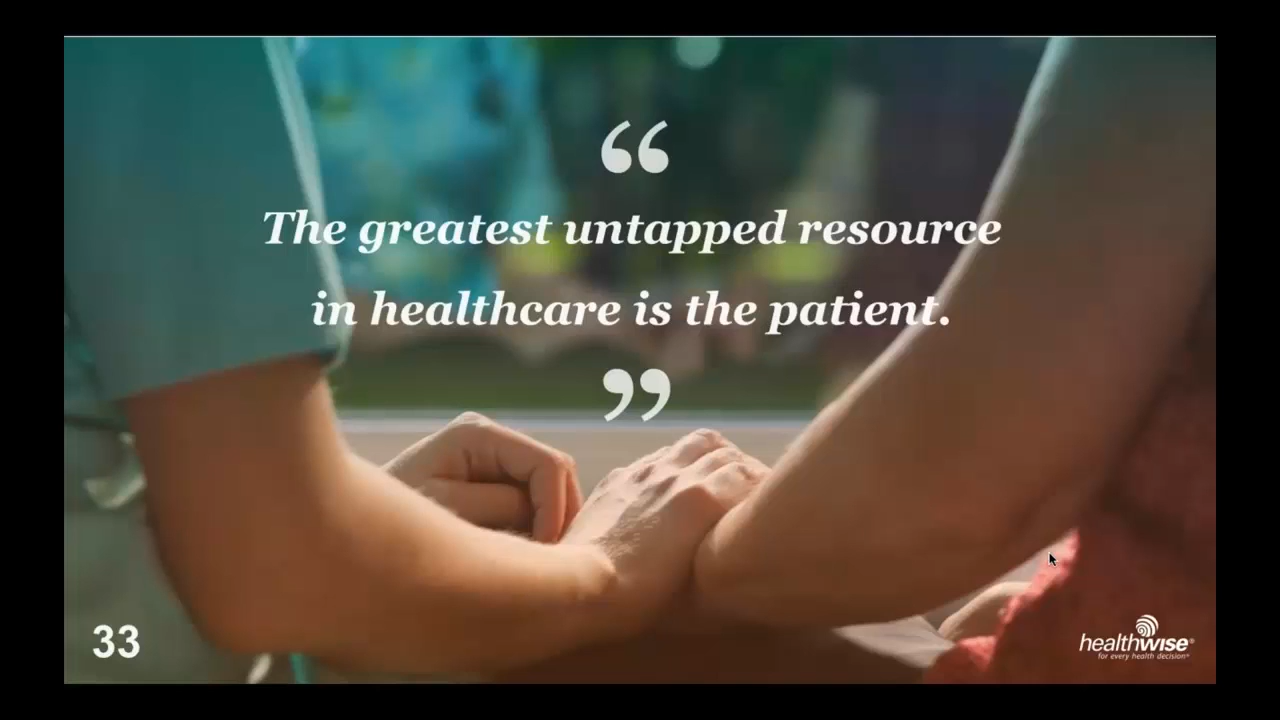 “
The greatest untapped resource
in healthcare is the patient.
”
33
healthwise®
for every health decision®